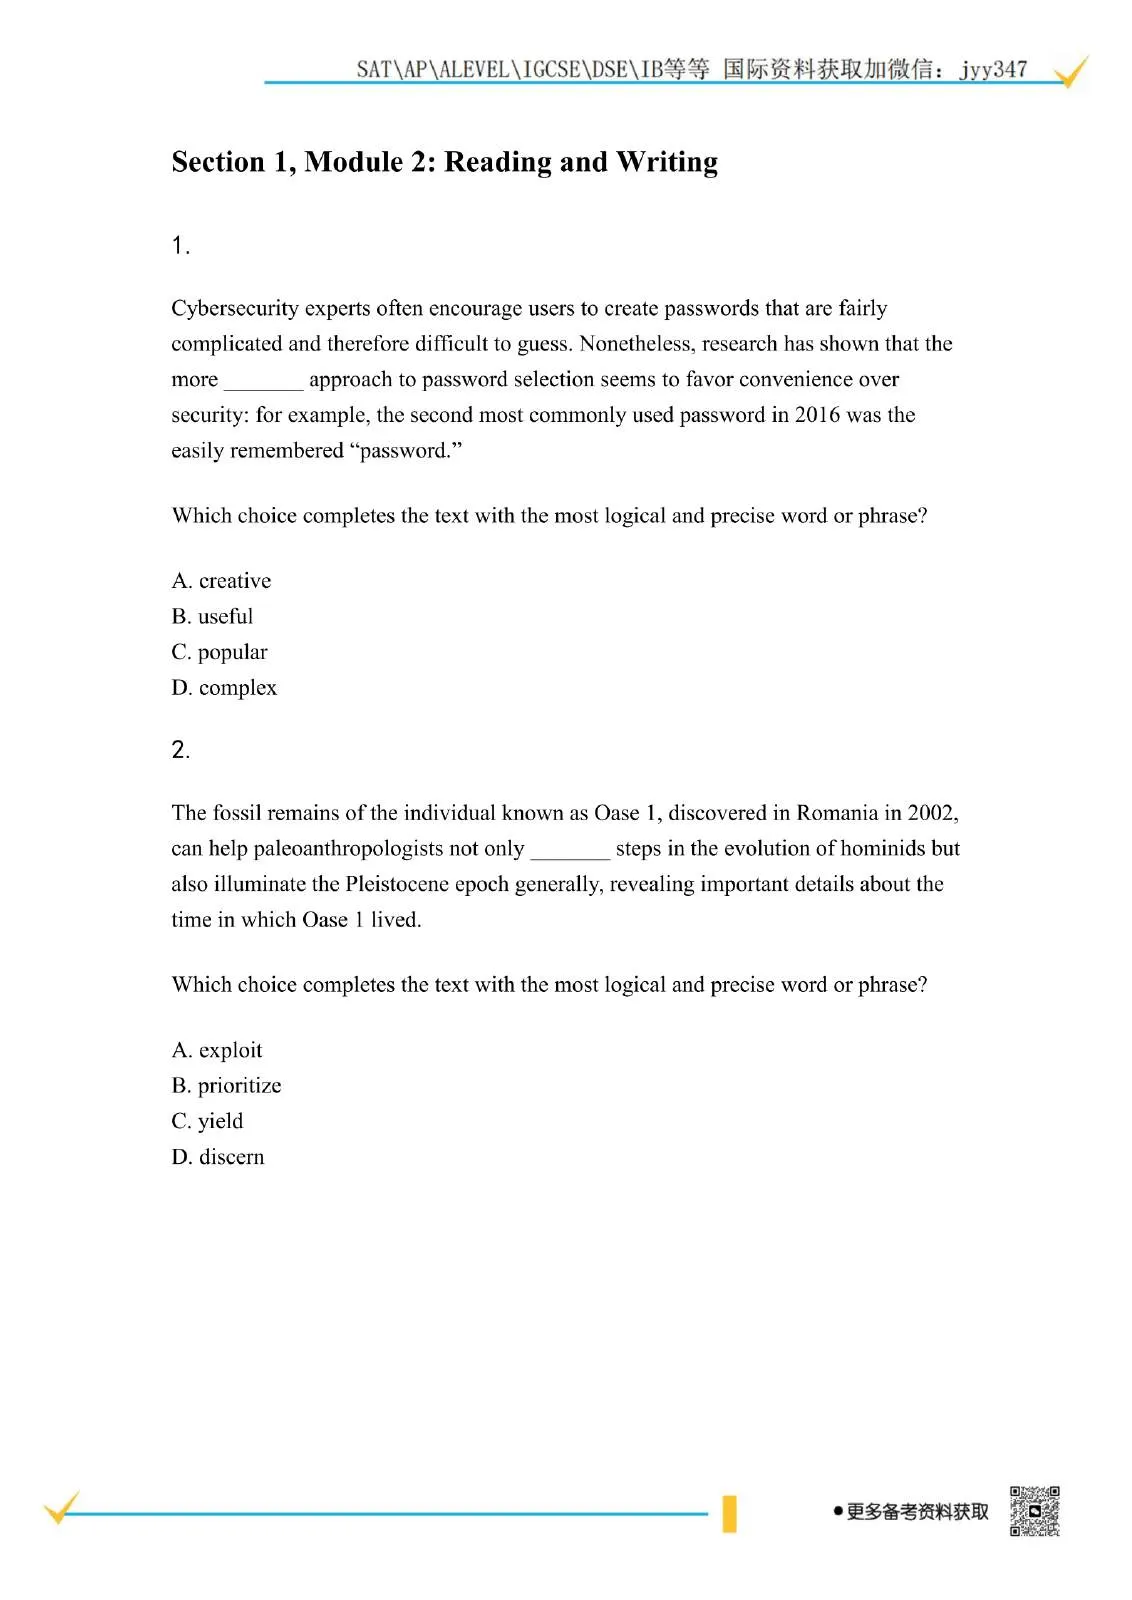 SAT\AP\ALEVEL\IGCSE\DSE\IB等等 国际资料获取加微信：jyy347
Section 1, Module 2: Reading and Writing
1.
Cybersecurity experts often encourage users to create passwords that are fairly
complicated and therefore difficult to guess. Nonetheless, research has shown that the
more _______ approach to password selection seems to favor convenience over
security: for example, the second most commonly used password in 2016 was the
easily remembered “password.”
Which choice completes the text with the most logical and precise word or phrase?
A. creative
B. useful
C. popular
D. complex
2.
The fossil remains of the individual known as Oase 1, discovered in Romania in 2002,
can help paleoanthropologists not only _______ steps in the evolution of hominids but
also illuminate the Pleistocene epoch generally, revealing important details about the
time in which Oase 1 lived.
Which choice completes the text with the most logical and precise word or phrase?
A. exploit
B. prioritize
C. yield
D. discern
●更多备考资料获取